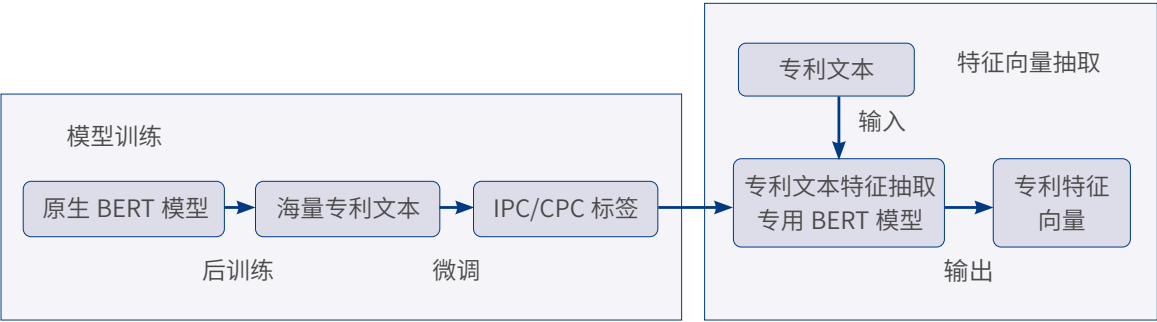 模型训练
原生 BERT 模型
海量专利文本
IPC/CPC 标签
后训练
微调
特征向量抽取
专利文本
输入
专利文本特征抽取
专用 BERT 模型
专利特征
向量
输出